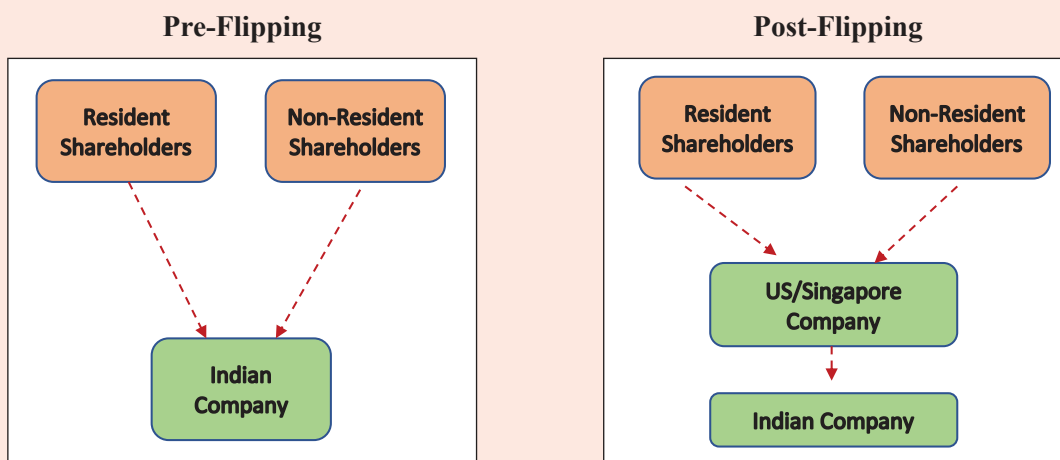 Pre-Flipping
Resident
Shareholders
Non-Resident
Shareholders
Indian
Company
Post-Flipping
Resident
Shareholders
Non-Resident
Shareholders
US/Singapore
Company
Indian Company